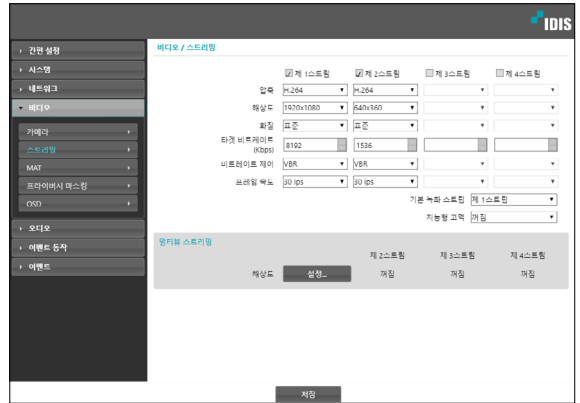 IDIS
간편 설정
시스템
네트워크
비디오
카메라
스트리밍
MAT
프라이버시 마스킹
OSD
오디오
이벤트 동작
이벤트
비디오 / 스트리밍
제 1스트림 제 2스트림 제 3스트림 제 4스트림
압축 H.264 H.264
해상도 1920x1080 640x360
화질 표준 표준
타겟 비트레이트
(Kbps) 8192 1536
비트레이트 제어 VBR VBR
프레임 속도 30 ips 30 ips
기본 녹화 스트림 제 1스트림
지능형 코덱 꺼짐
멀티뷰 스트리밍
제 2스트림 제 3스트림 제 4스트림
해상도 설정... 꺼짐 꺼짐 꺼짐
저장